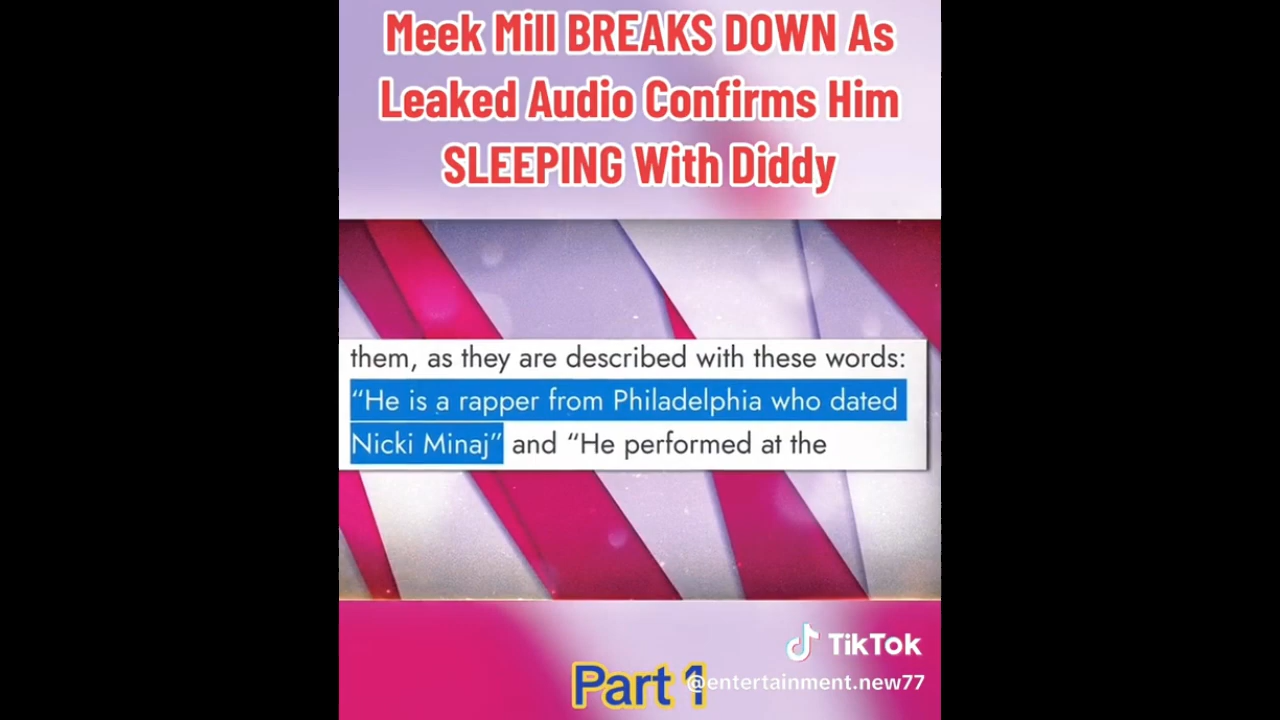 Meek Mill BREAKS DOWN As
Leaked Audio Confirms Him
SLEEPING With Diddy
them, as they are described with these words:
“He is a rapper from Philadelphia who dated
Nicki Minaj” and “He performed at the
TikTok
Part 1
@entertainment.new77